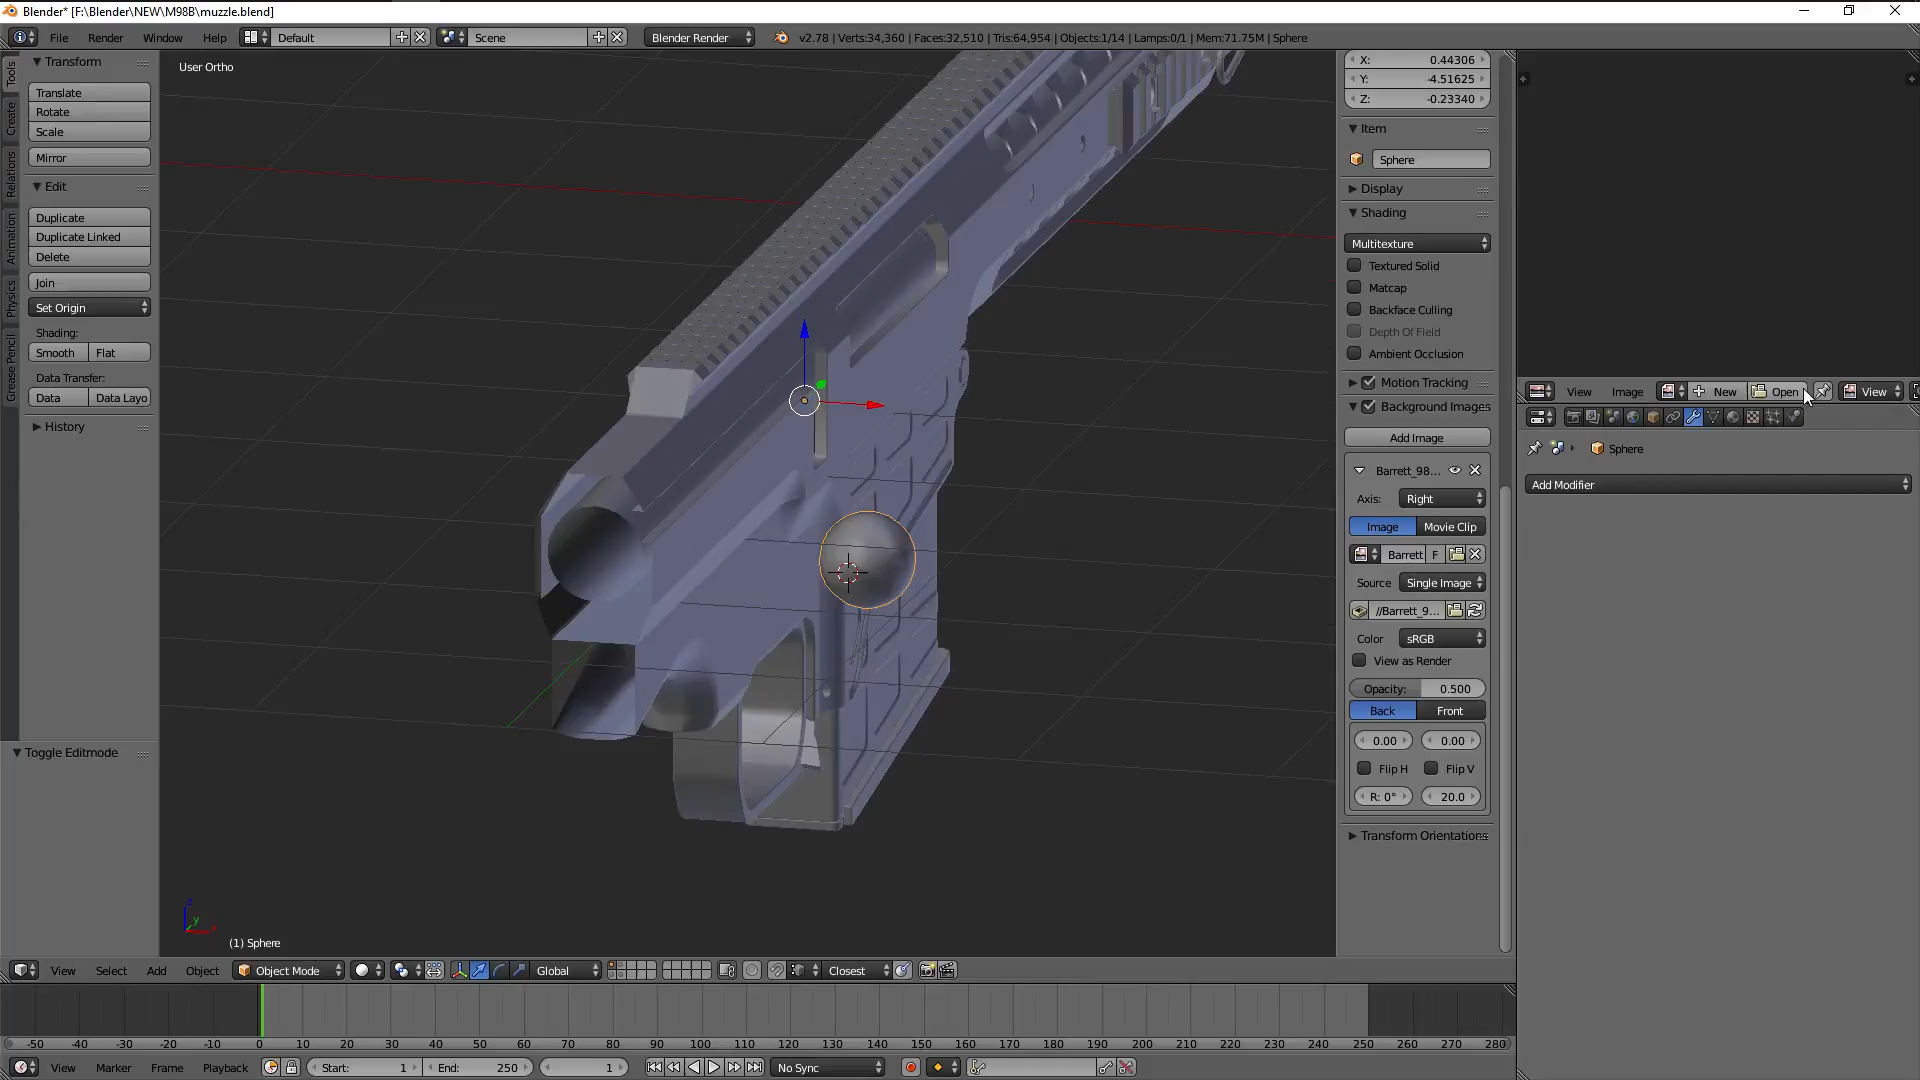 Blender* [F:\Blender\NEW\M98B\muzzle.blend]
File Render Window Help Default Scene Blender Render v2.78 | Verts:34,360 | Faces:32,510 | Tris:64,954 | Objects:1/14 | Lamps:0/1 | Mem:71.75M | Sphere
Tools
Create
Relations
Animation
Physics
Grease Pencil
Transform
Translate
Rotate
Scale
Mirror
Edit
Duplicate
Duplicate Linked
Delete
Join
Set Origin
Shading:
Smooth Flat
Data Transfer:
Data Data Layo
History
Toggle Editmode
User Ortho
z
y
(1) Sphere
X: 0.44306
Y: -4.51625
Z: -0.23340
Item
Sphere
Display
Shading
Multitexture
Textured Solid
Matcap
Backface Culling
Depth Of Field
Ambient Occlusion
Motion Tracking
Background Images
Add Image
Barrett_98...
Axis: Right
Image Movie Clip
Barrett F
Source Single Image
//Barrett_9...
Color sRGB
View as Render
Opacity: 0.500
Back Front
0.00 0.00
Flip H Flip V
R: 0° 20.0
Transform Orientations
View Image New Open View
Sphere
Add Modifier
View Select Add Object Object Mode Global Closest
-50 -40 -30 -20 -10 0 10 20 30 40 50 60 70 80 90 100 110 120 130 140 150 160 170 180 190 200 210 220 230 240 250 260 270 280
View Marker Frame Playback Start: 1 End: 250 1 No Sync